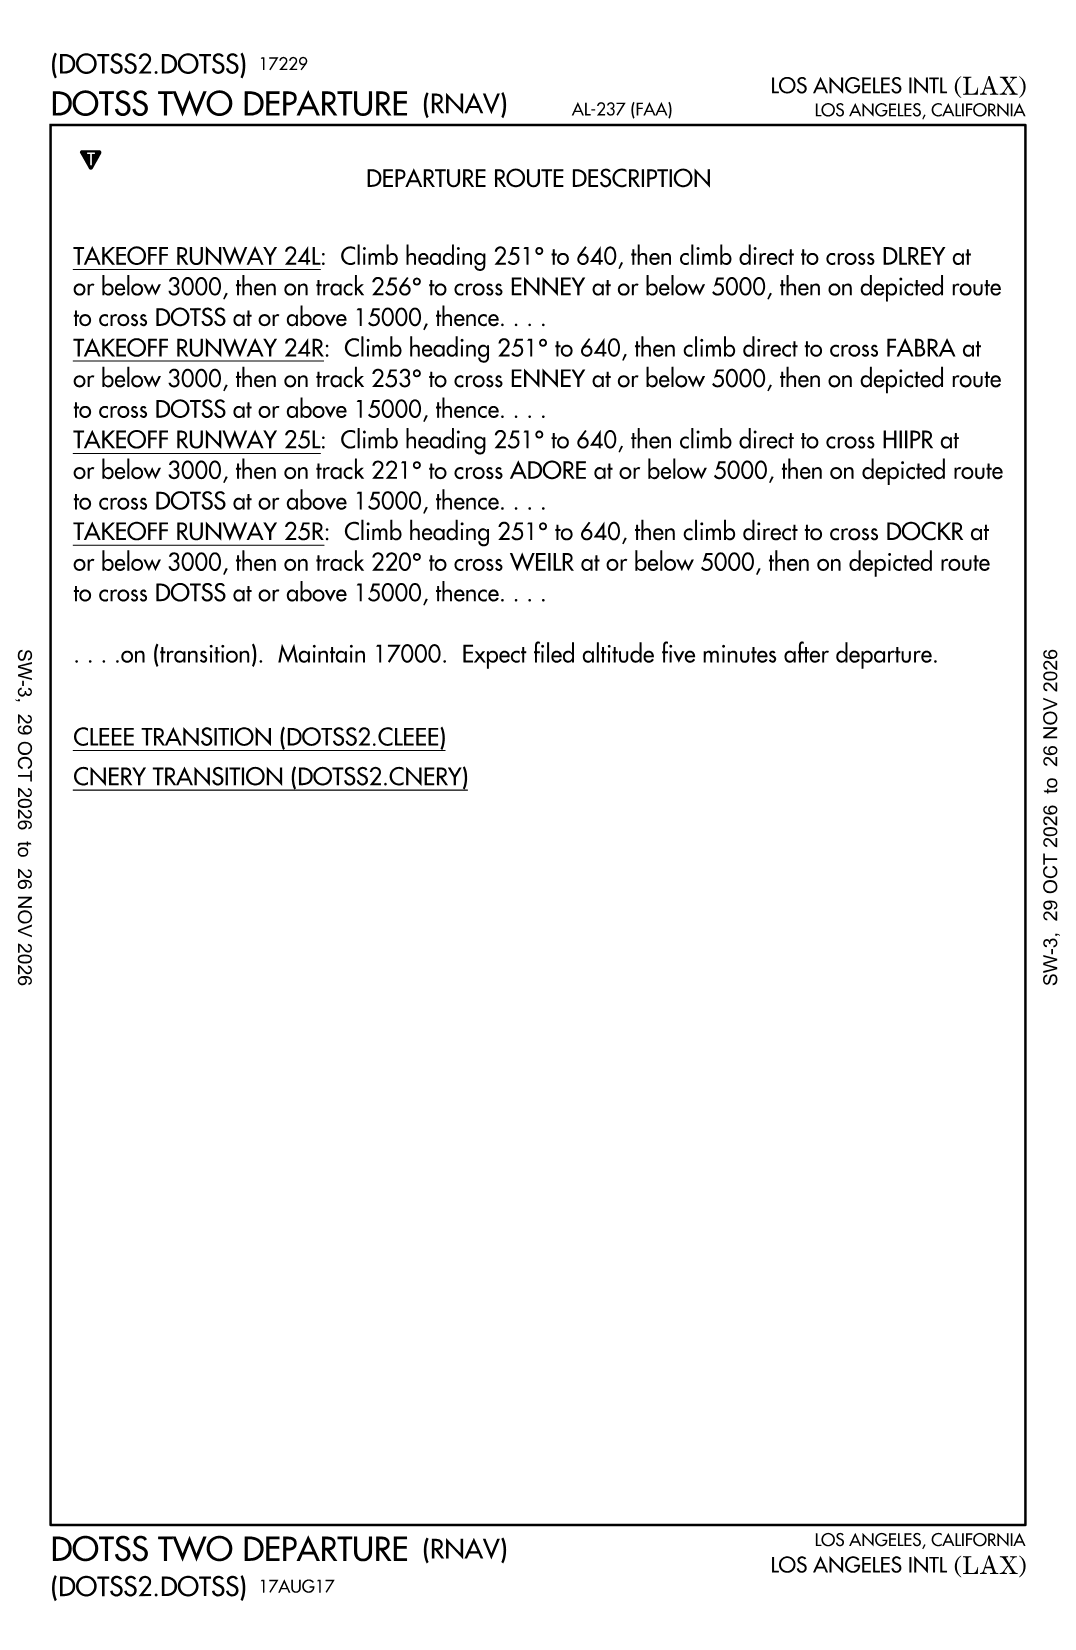 (DOTSS2.DOTSS) 17229
DOTSS TWO DEPARTURE (RNAV)
AL-237 (FAA)
LOS ANGELES INTL (LAX)
LOS ANGELES, CALIFORNIA
T
DEPARTURE ROUTE DESCRIPTION
TAKEOFF RUNWAY 24L: Climb heading 251° to 640, then climb direct to cross DLREY at
or below 3000, then on track 256° to cross ENNEY at or below 5000, then on depicted route
to cross DOTSS at or above 15000, thence. . . .
TAKEOFF RUNWAY 24R: Climb heading 251° to 640, then climb direct to cross FABRA at
or below 3000, then on track 253° to cross ENNEY at or below 5000, then on depicted route
to cross DOTSS at or above 15000, thence. . . .
TAKEOFF RUNWAY 25L: Climb heading 251° to 640, then climb direct to cross HIIPR at
or below 3000, then on track 221° to cross ADORE at or below 5000, then on depicted route
to cross DOTSS at or above 15000, thence. . . .
TAKEOFF RUNWAY 25R: Climb heading 251° to 640, then climb direct to cross DOCKR at
or below 3000, then on track 220° to cross WEILR at or below 5000, then on depicted route
to cross DOTSS at or above 15000, thence. . . .
. . . .on (transition). Maintain 17000. Expect filed altitude five minutes after departure.
CLEEE TRANSITION (DOTSS2.CLEEE)
CNERY TRANSITION (DOTSS2.CNERY)
SW-3, 29 OCT 2026 to 26 NOV 2026
SW-3, 29 OCT 2026 to 26 NOV 2026
DOTSS TWO DEPARTURE (RNAV)
(DOTSS2.DOTSS) 17AUG17
LOS ANGELES, CALIFORNIA
LOS ANGELES INTL (LAX)